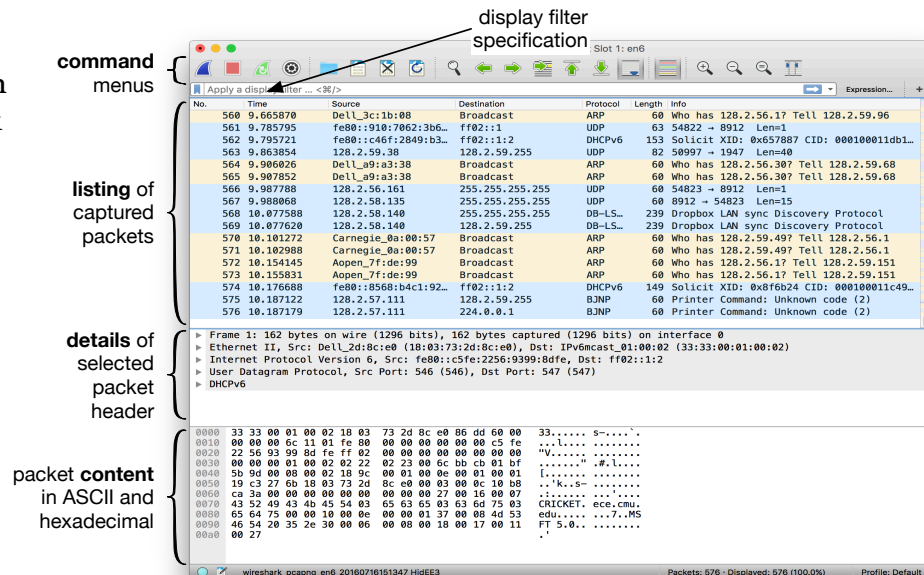 display filter
specification
Slot 1: en6
command
menus
Apply a display filter ... <⌘/>
Expression...
+
No. Time Source Destination Protocol Length Info
560 9.665870 Dell_3c:1b:08 Broadcast ARP 60 Who has 128.2.56.1? Tell 128.2.59.96
561 9.785795 fe80::910:7062:3b6… ff02::1 UDP 63 54822 → 8912 Len=1
562 9.795721 fe80::c46f:2849:b3… ff02::1:2 DHCPv6 153 Solicit XID: 0x657887 CID: 000100011db1…
563 9.863854 128.2.59.38 128.2.59.255 UDP 82 50997 → 1947 Len=40
564 9.906026 Dell_a9:a3:38 Broadcast ARP 60 Who has 128.2.56.30? Tell 128.2.59.68
565 9.907852 Dell_a9:a3:38 Broadcast ARP 60 Who has 128.2.56.30? Tell 128.2.59.68
566 9.987788 128.2.56.161 255.255.255.255 UDP 60 54823 → 8912 Len=1
567 9.988068 128.2.58.135 255.255.255.255 UDP 60 8912 → 54823 Len=15
568 10.077588 128.2.58.140 255.255.255.255 DB-LS… 239 Dropbox LAN sync Discovery Protocol
569 10.077620 128.2.58.140 128.2.59.255 DB-LS… 239 Dropbox LAN sync Discovery Protocol
570 10.101272 Carnegie_0a:00:57 Broadcast ARP 60 Who has 128.2.59.49? Tell 128.2.56.1
571 10.102988 Carnegie_0a:00:57 Broadcast ARP 60 Who has 128.2.59.49? Tell 128.2.56.1
572 10.154145 Aopen_7f:de:99 Broadcast ARP 60 Who has 128.2.56.1? Tell 128.2.59.151
573 10.155831 Aopen_7f:de:99 Broadcast ARP 60 Who has 128.2.56.1? Tell 128.2.59.151
574 10.176688 fe80::8568:b4c1:92… ff02::1:2 DHCPv6 149 Solicit XID: 0x8f6b24 CID: 000100011c49…
575 10.187122 128.2.57.111 255.255.255.255 BJNP 60 Printer Command: Unknown code (2)
576 10.187179 128.2.57.111 224.0.0.1 BJNP 60 Printer Command: Unknown code (2)
listing of
captured
packets
Frame 1: 162 bytes on wire (1296 bits), 162 bytes captured (1296 bits) on interface 0
Ethernet II, Src: Dell_2d:8c:e0 (18:03:73:2d:8c:e0), Dst: IPv6mcast_01:00:02 (33:33:00:01:00:02)
Internet Protocol Version 6, Src: fe80::c5fe:2256:9399:8dfe, Dst: ff02::1:2
User Datagram Protocol, Src Port: 546 (546), Dst Port: 547 (547)
DHCPv6
details of
selected
packet
header
0000 33 33 00 01 00 02 18 03 73 2d 8c e0 86 dd 60 00 33...... s-....`.
0010 00 00 00 6c 11 01 fe 80 00 00 00 00 00 00 c5 fe ...l.... ........
0020 22 56 93 99 8d fe ff 02 00 00 00 00 00 00 00 00 "V...... ........
0030 00 00 00 01 00 02 02 22 02 23 00 6c bb cb 01 bf ......." .#.l....
0040 5b 9d 00 08 00 02 18 9c 00 01 00 0e 00 01 00 01 [....... ........
0050 19 c3 27 6b 18 03 73 2d 8c e0 00 03 00 0c 10 b8 ..'k..s- ........
0060 ca 3a 00 00 00 00 00 00 00 00 00 27 00 16 00 07 .:...... ...'....
0070 43 52 49 43 4b 45 54 03 65 63 65 03 63 6d 75 03 CRICKET. ece.cmu.
0080 65 64 75 00 00 10 00 0e 00 00 01 37 00 08 4d 53 edu..... ...7..MS
0090 46 54 20 35 2e 30 00 06 00 08 00 18 00 17 00 11 FT 5.0.. ........
00a0 00 27 .'
packet content
in ASCII and
hexadecimal
wireshark_pcapng_en6_20160716151347_HidEE3
Packets: 576 · Displayed: 576 (100.0%)
Profile: Default